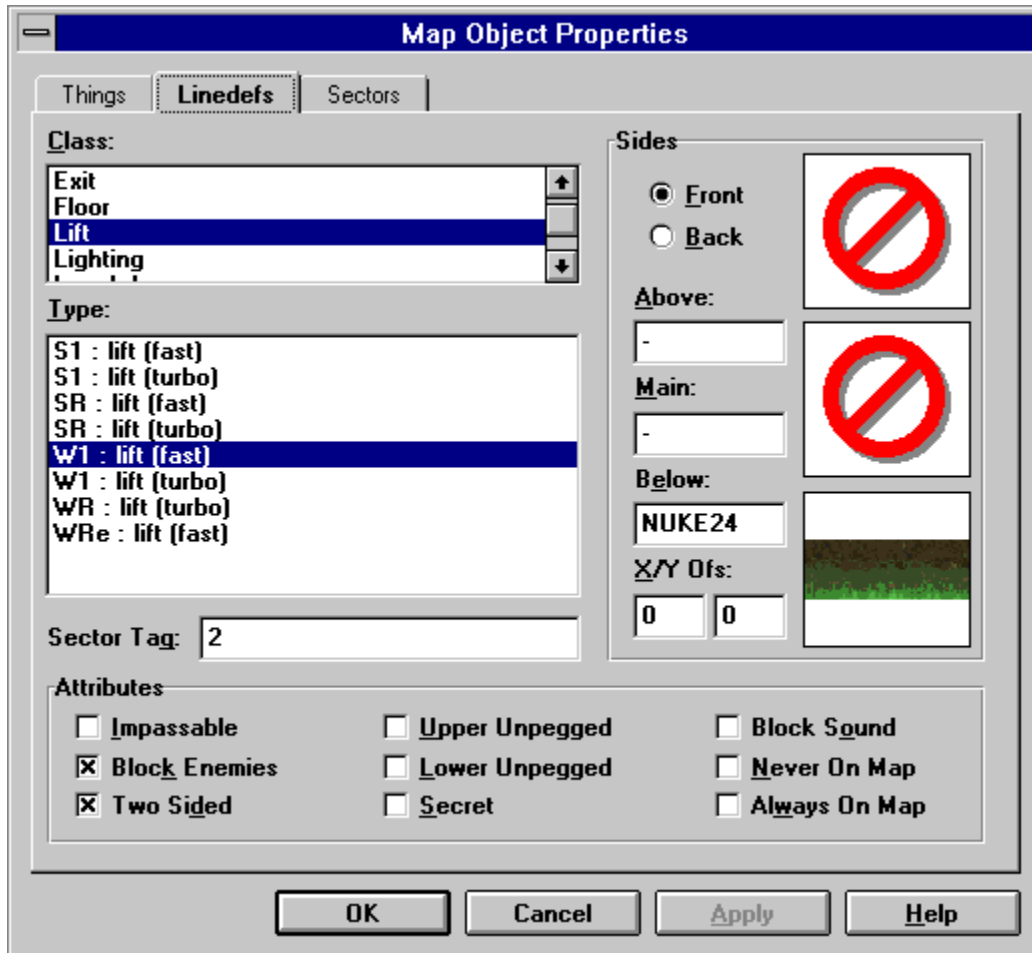 Map Object Properties
Things Linedefs Sectors
Class:
Exit
Floor
Lift
Lighting
Type:
S1 : lift (fast)
S1 : lift (turbo)
SR : lift (fast)
SR : lift (turbo)
W1 : lift (fast)
W1 : lift (turbo)
WR : lift (turbo)
WRe : lift (fast)
Sector Tag: 2
Sides
Front
Back
Above:
-
Main:
-
Below:
NUKE24
X/Y Ofs:
0 0
Attributes
Impassable Upper Unpegged Block Sound
Block Enemies Lower Unpegged Never On Map
Two Sided Secret Always On Map
OK Cancel Apply Help